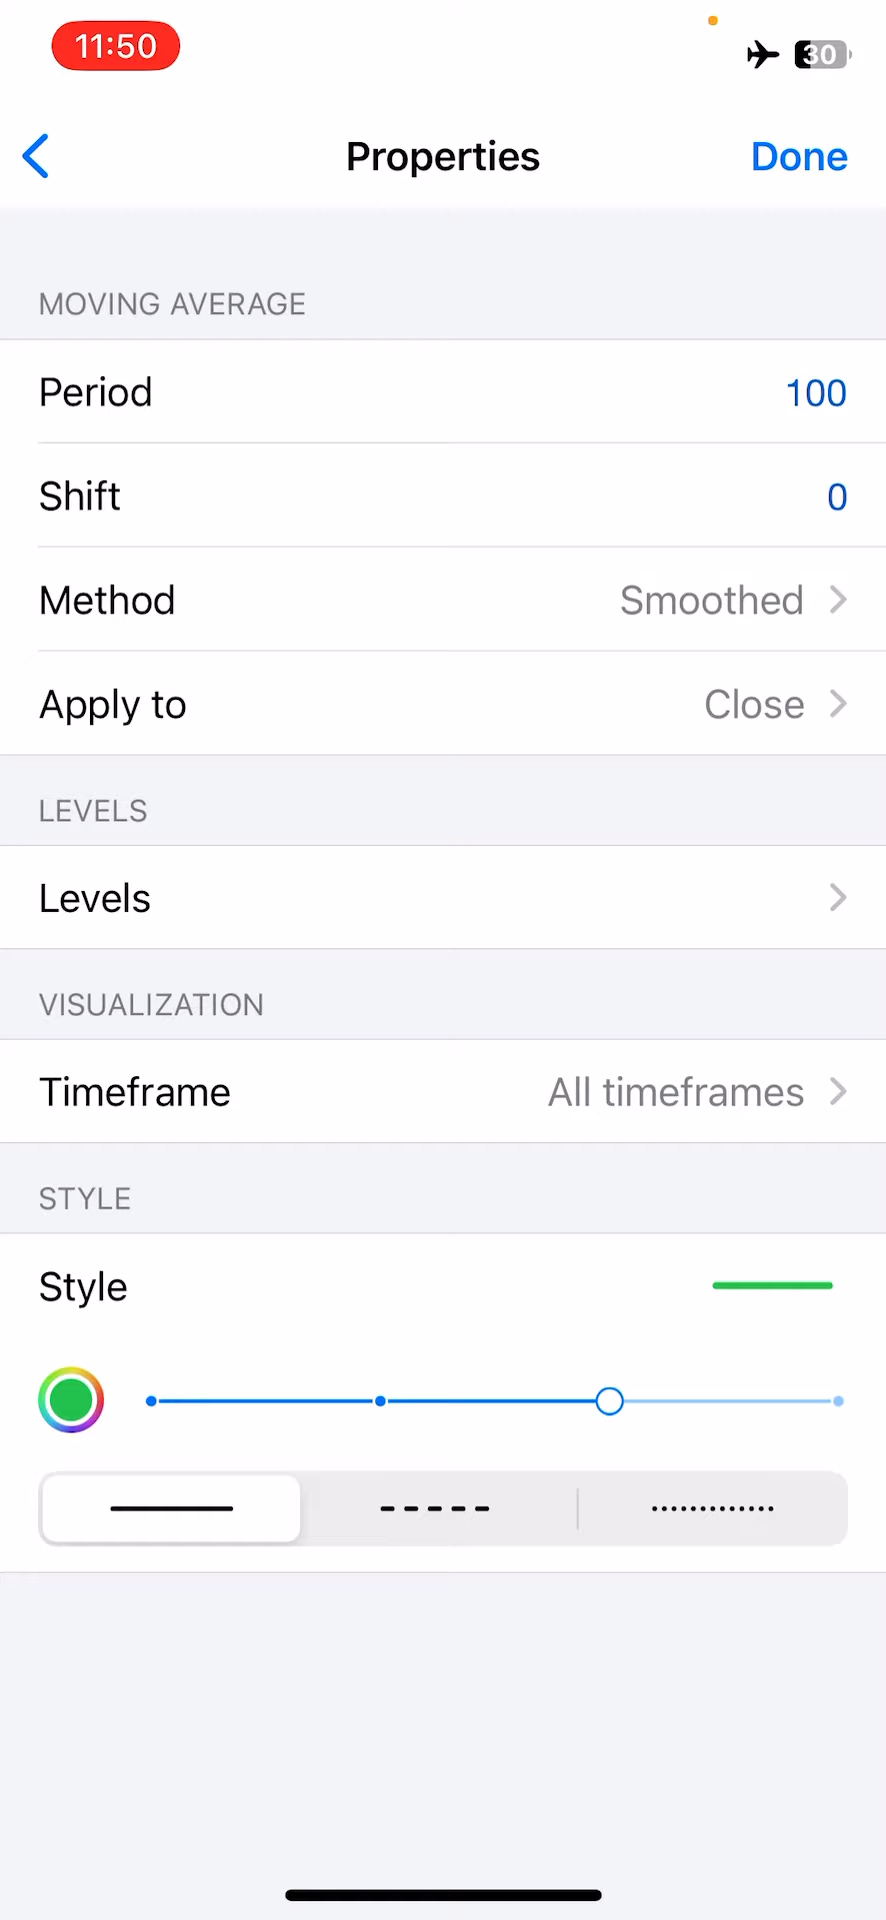 11:50
30
Properties
Done
MOVING AVERAGE
Period 100
Shift 0
Method Smoothed
Apply to Close
LEVELS
Levels
VISUALIZATION
Timeframe All timeframes
STYLE
Style